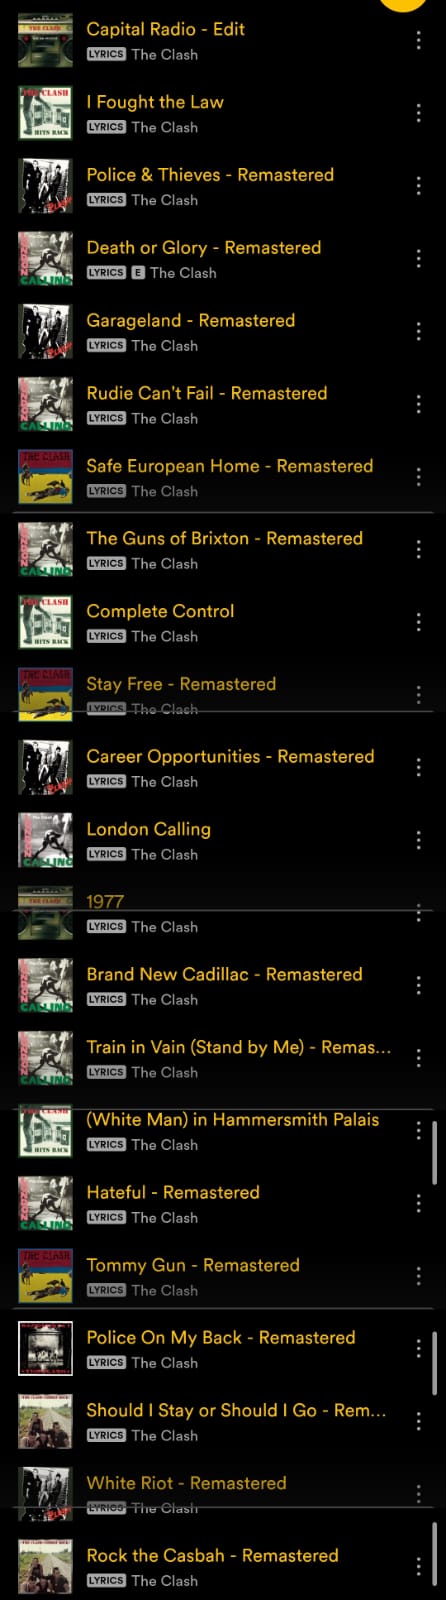 Capital Radio - Edit
LYRICS The Clash
I Fought the Law
LYRICS The Clash
Police & Thieves - Remastered
LYRICS The Clash
Death or Glory - Remastered
LYRICS E The Clash
Garageland - Remastered
LYRICS The Clash
Rudie Can't Fail - Remastered
LYRICS The Clash
Safe European Home - Remastered
LYRICS The Clash
The Guns of Brixton - Remastered
LYRICS The Clash
Complete Control
LYRICS The Clash
Stay Free - Remastered
LYRICS The Clash
Career Opportunities - Remastered
LYRICS The Clash
London Calling
LYRICS The Clash
1977
LYRICS The Clash
Brand New Cadillac - Remastered
LYRICS The Clash
Train in Vain (Stand by Me) - Remas...
LYRICS The Clash
(White Man) in Hammersmith Palais
LYRICS The Clash
Hateful - Remastered
LYRICS The Clash
Tommy Gun - Remastered
LYRICS The Clash
Police On My Back - Remastered
LYRICS The Clash
Should I Stay or Should I Go - Rem...
LYRICS The Clash
White Riot - Remastered
LYRICS The Clash
Rock the Casbah - Remastered
LYRICS The Clash